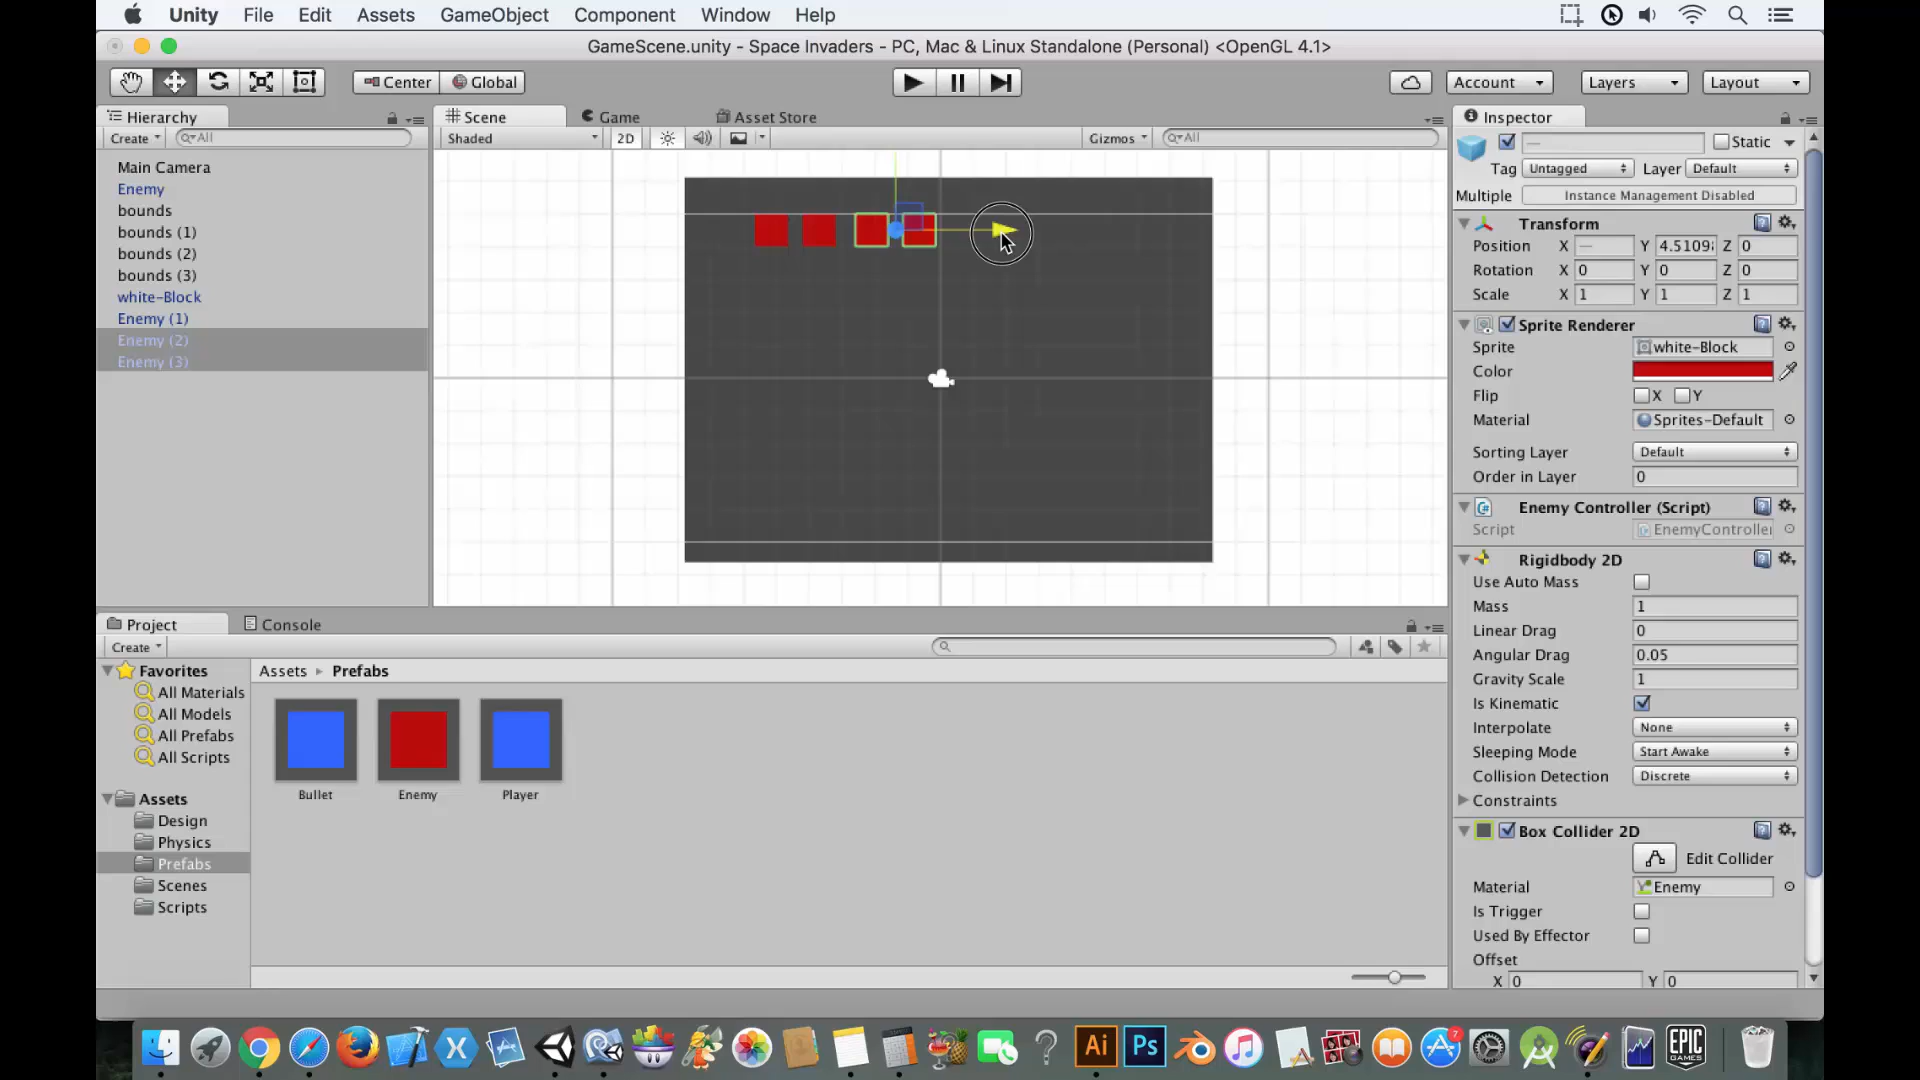 Unity File Edit Assets GameObject Component Window Help
GameScene.unity - Space Invaders - PC, Mac & Linux Standalone (Personal) <OpenGL 4.1>
Center Global Account Layers Layout
Hierarchy
Create All
Main Camera
Enemy
bounds
bounds (1)
bounds (2)
bounds (3)
white-Block
Enemy (1)
Enemy (2)
Enemy (3)
Scene Game Asset Store
Shaded 2D Gizmos All
Inspector
Static
Tag Untagged Layer Default
Multiple Instance Management Disabled
Transform
Position X — Y 4.5109 Z 0
Rotation X 0 Y 0 Z 0
Scale X 1 Y 1 Z 1
Sprite Renderer
Sprite white-Block
Color
Flip X Y
Material Sprites-Default
Sorting Layer Default
Order in Layer 0
Enemy Controller (Script)
Script EnemyController
Rigidbody 2D
Use Auto Mass
Mass 1
Linear Drag 0
Angular Drag 0.05
Gravity Scale 1
Is Kinematic
Interpolate None
Sleeping Mode Start Awake
Collision Detection Discrete
Constraints
Box Collider 2D
Edit Collider
Material Enemy
Is Trigger
Used By Effector
Offset
X 0 Y 0
Project Console
Create
Favorites
All Materials
All Models
All Prefabs
All Scripts
Assets
Design
Physics
Prefabs
Scenes
Scripts
Assets Prefabs
Bullet Enemy Player
Ai Ps 7 EPIC
GAMES